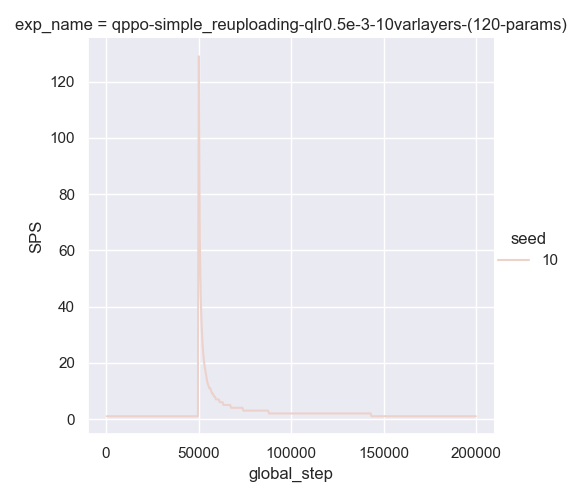 exp_name = qppo-simple_reuploading-qlr0.5e-3-10varlayers-(120-params)
120
100
80
60
40
20
0
SPS
0 50000 100000 150000 200000
global_step
seed
10